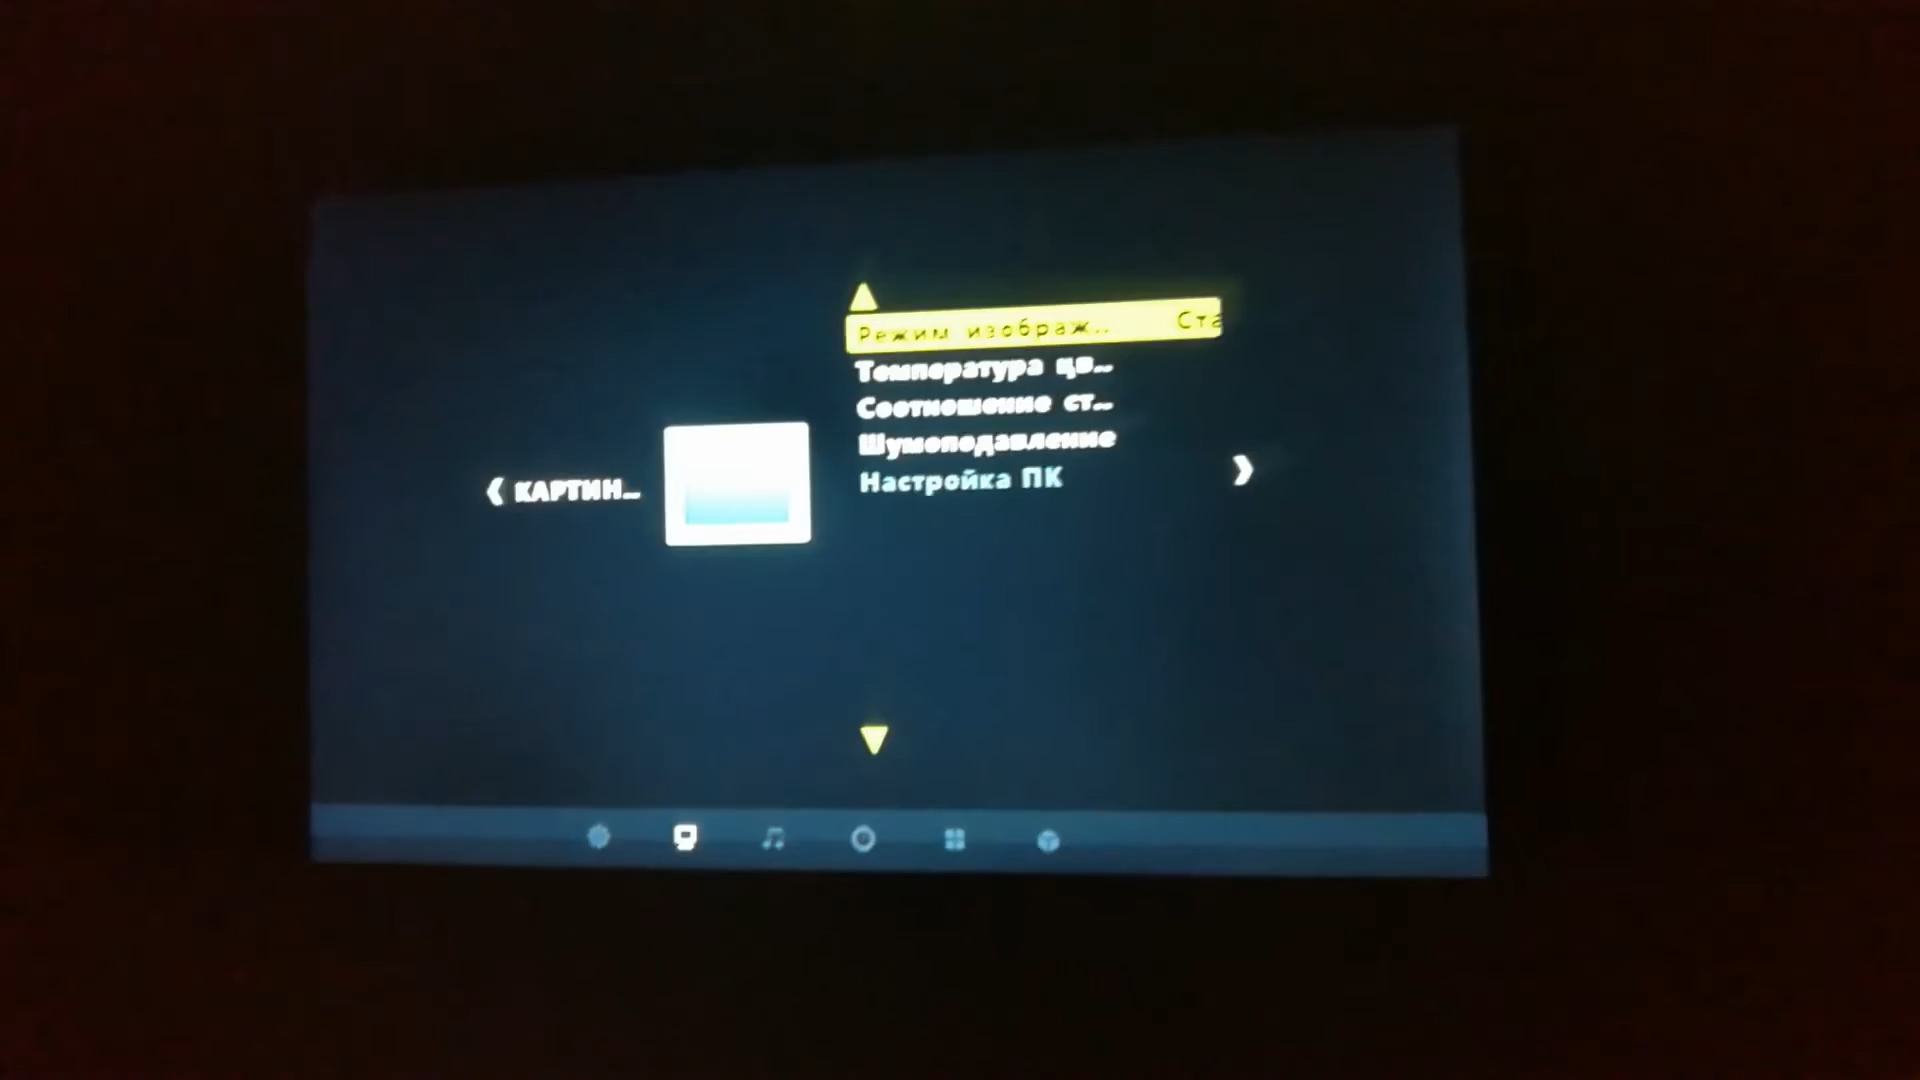 Режим изображ.. Ста
Температура цв...
Соотношение ст...
Шумоподавление
КАРТИН...
Настройка ПК